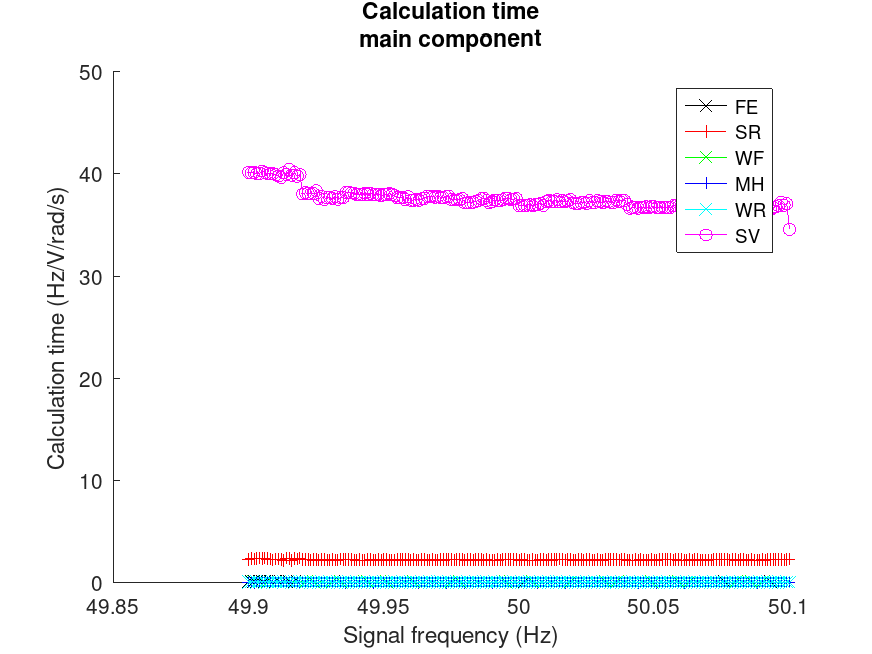 Calculation time
main component
50
40
30
20
10
0
Calculation time (Hz/V/rad/s)
FE
SR
WF
MH
WR
SV
49.85
49.9
49.95
50
50.05
50.1
Signal frequency (Hz)